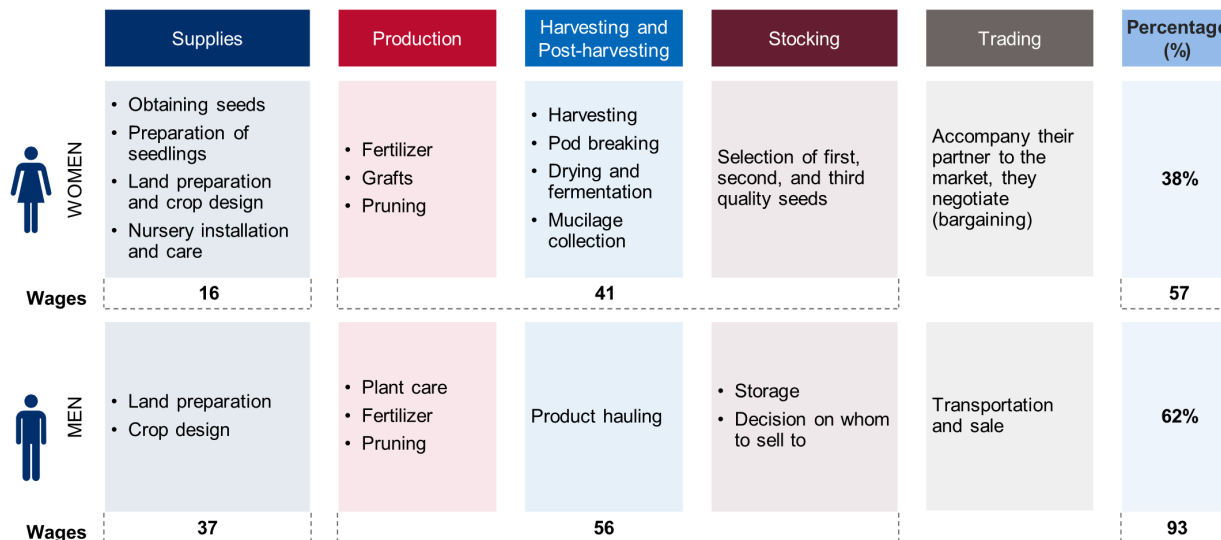 Supplies
Production
Harvesting and
Post-harvesting
Stocking
Trading
Percentage
(%)
WOMEN
• Obtaining seeds
• Preparation of
seedlings
• Land preparation
and crop design
• Nursery installation
and care
• Fertilizer
• Grafts
• Pruning
• Harvesting
• Pod breaking
• Drying and
fermentation
• Mucilage
collection
Selection of first,
second, and third
quality seeds
Accompany their
partner to the
market, they
negotiate
(bargaining)
38%
Wages
16
41
57
MEN
• Land preparation
• Crop design
• Plant care
• Fertilizer
• Pruning
Product hauling
• Storage
• Decision on whom
to sell to
Transportation
and sale
62%
Wages
37
56
93